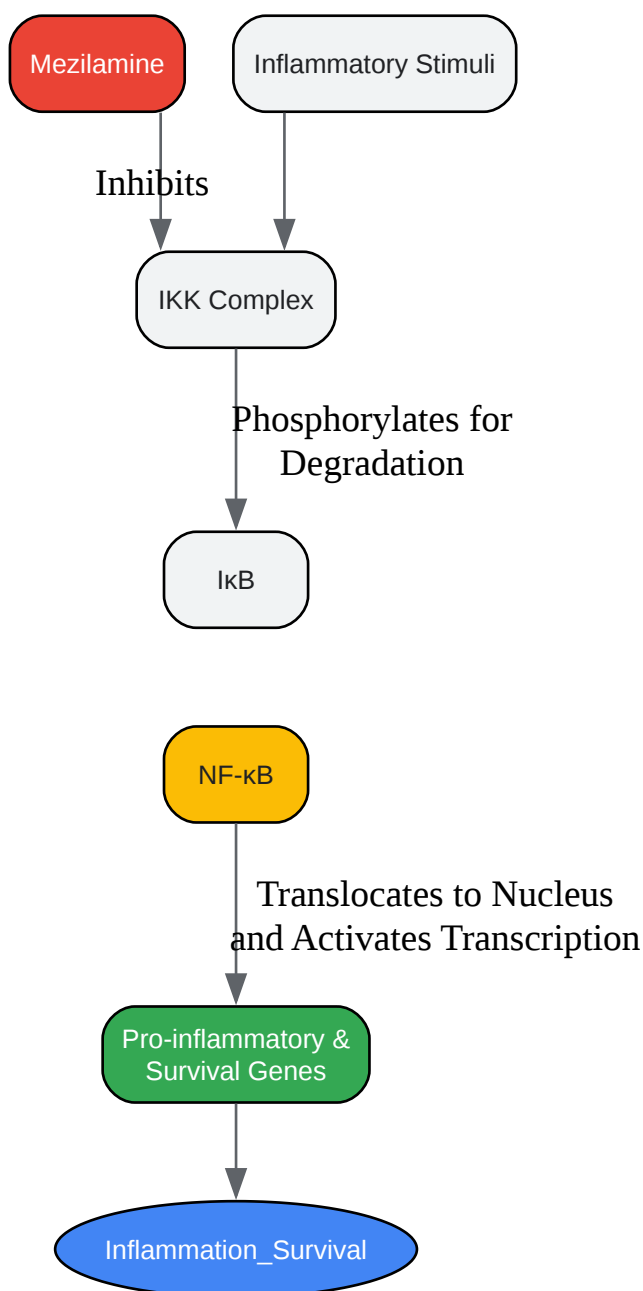 Mezilamine
Inflammatory Stimuli
Inhibits
IKK Complex
Phosphorylates for
Degradation
IκB
NF-κB
Translocates to Nucleus
and Activates Transcription
Pro-inflammatory &
Survival Genes
Inflammation_Survival